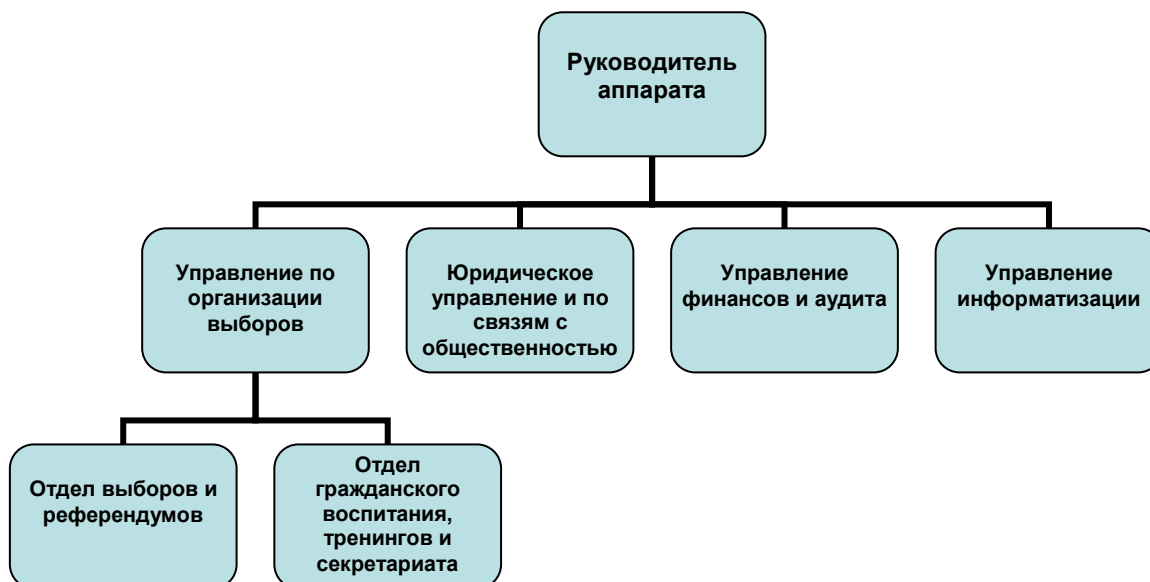 Руководитель
аппарата
Управление по
организации
выборов
Юридическое
управление и по
связям с
общественностью
Управление
финансов и аудита
Управление
информатизации
Отдел выборов и
референдумов
Отдел
гражданского
воспитания,
тренингов и
секретариата